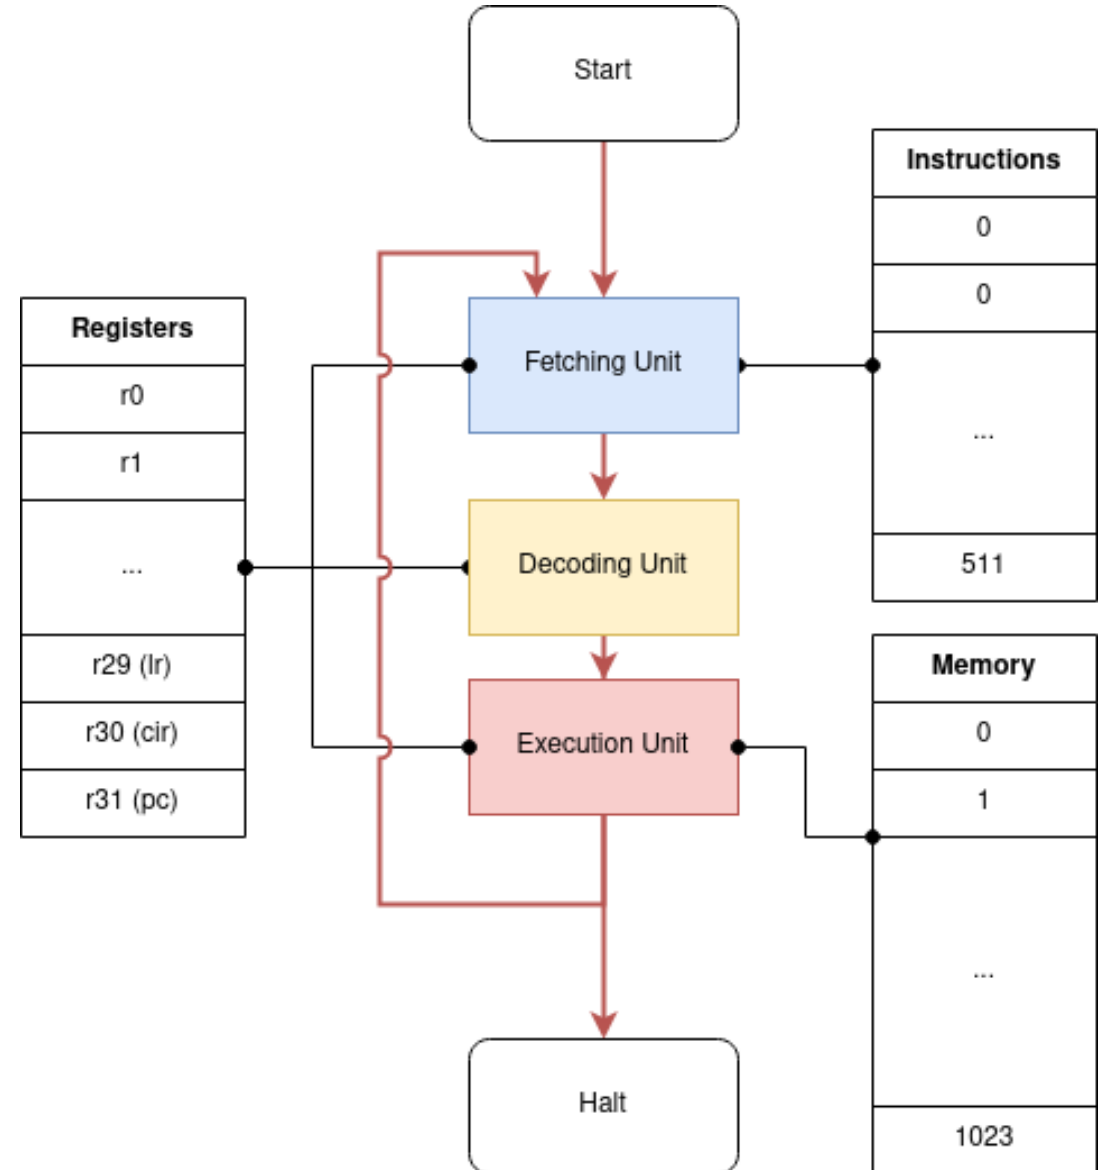 Start
Instructions
0
0
...
511
Registers
r0
r1
...
r29 (lr)
r30 (cir)
r31 (pc)
Fetching Unit
Decoding Unit
Execution Unit
Memory
0
1
...
1023
Halt